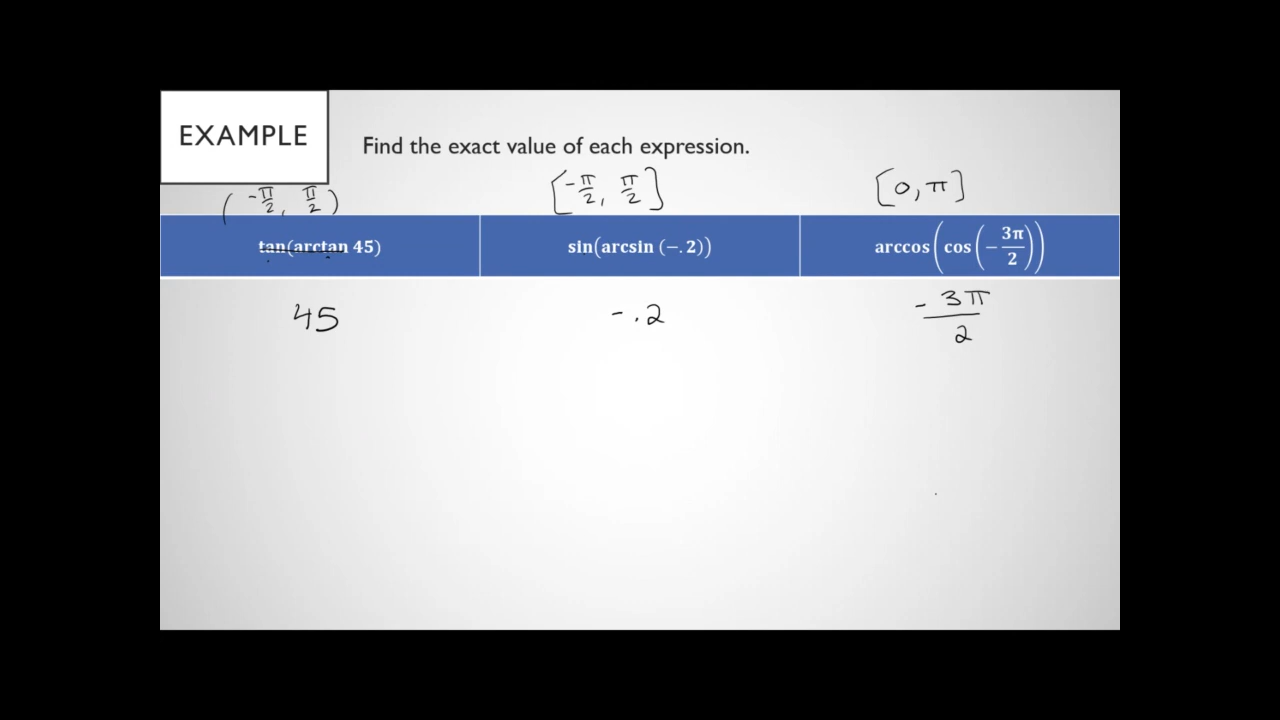 EXAMPLE
Find the exact value of each expression.
(-π/2, π/2)
[-π/2, π/2]
[0, π]
tan(arctan 45)
sin(arcsin (-.2))
arccos(cos(-3π/2))
45
-.2
-3π/2